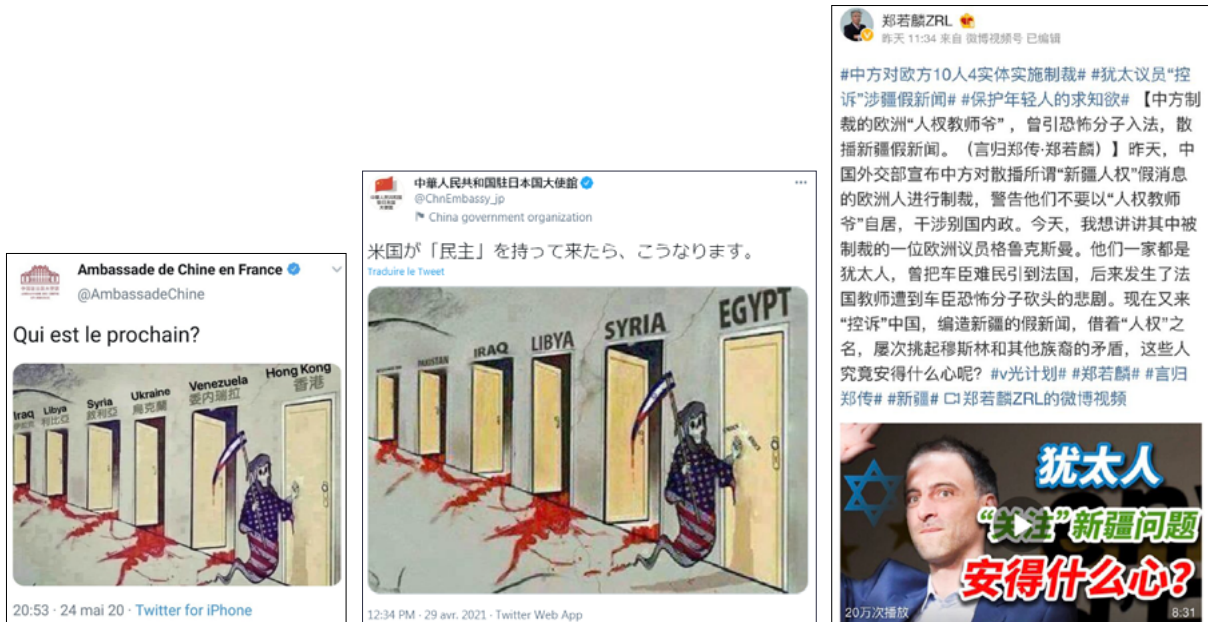 Ambassade de Chine en France
@AmbassadeChine
Qui est le prochain?
Iraq
Libya
利比亞
Syria
敘利亞
Ukraine
烏克蘭
Venezuela
委內瑞拉
Hong Kong
香港
20:53 · 24 mai 20 · Twitter for iPhone
中華人民共和国駐日本国大使館
@ChnEmbassy_jp
China government organization
米国が「民主」を持って来たら、こうなります。
Traduire le Tweet
PAKISTAN
IRAQ
LIBYA
SYRIA
EGYPT
12:34 PM · 29 avr. 2021 · Twitter Web App
郑若麟ZRL
昨天 11:34 来自 微博视频号 已编辑
#中方对欧方10人4实体实施制裁# #犹太议员“控
诉”涉疆假新闻# #保护年轻人的求知欲# 【中方制
裁的欧洲“人权教师爷”，曾引恐怖分子入法，散
播新疆假新闻。（言归郑传·郑若麟）】昨天，中
国外交部宣布中方对散播所谓“新疆人权”假消息
的欧洲人进行制裁，警告他们不要以“人权教师
爷”自居，干涉别国内政。今天，我想讲讲其中被
制裁的一位欧洲议员格鲁克斯曼。他们一家都是
犹太人，曾把车臣难民引到法国，后来发生了法
国教师遭到车臣恐怖分子砍头的悲剧。现在又来
“控诉”中国，编造新疆的假新闻，借着“人权”之
名，屡次挑起穆斯林和其他族裔的矛盾，这些人
究竟安得什么心呢？#v光计划# #郑若麟# #言归
郑传# #新疆# 郑若麟ZRL的微博视频
犹太人
“关注”新疆问题
安得什么心？
20万次播放
8:31